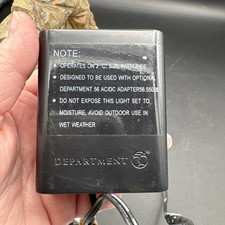 NOTE:
• OPERATES ON 2 "C" SIZE BATTERIES
• DESIGNED TO BE USED WITH OPTIONAL
DEPARTMENT 56 AC/DC ADAPTER
• DO NOT EXPOSE THIS LIGHT SET TO
MOISTURE, AVOID OUTDOOR USE IN
WET WEATHER
DEPARTMENT 56